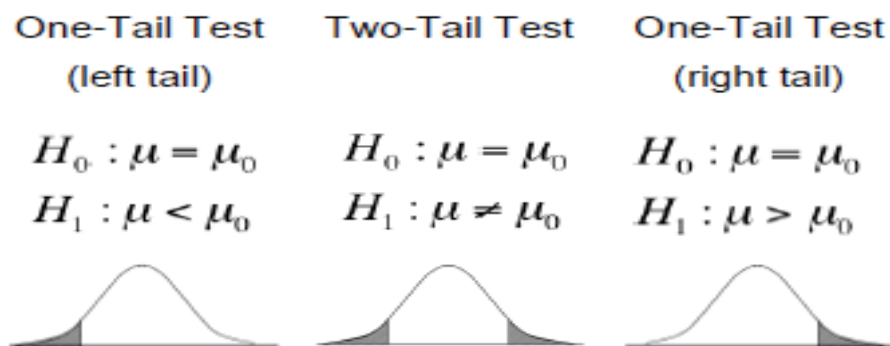 One-Tail Test
(left tail)
H₀ : μ = μ₀
H₁ : μ < μ₀
Two-Tail Test
H₀ : μ = μ₀
H₁ : μ ≠ μ₀
One-Tail Test
(right tail)
H₀ : μ = μ₀
H₁ : μ > μ₀